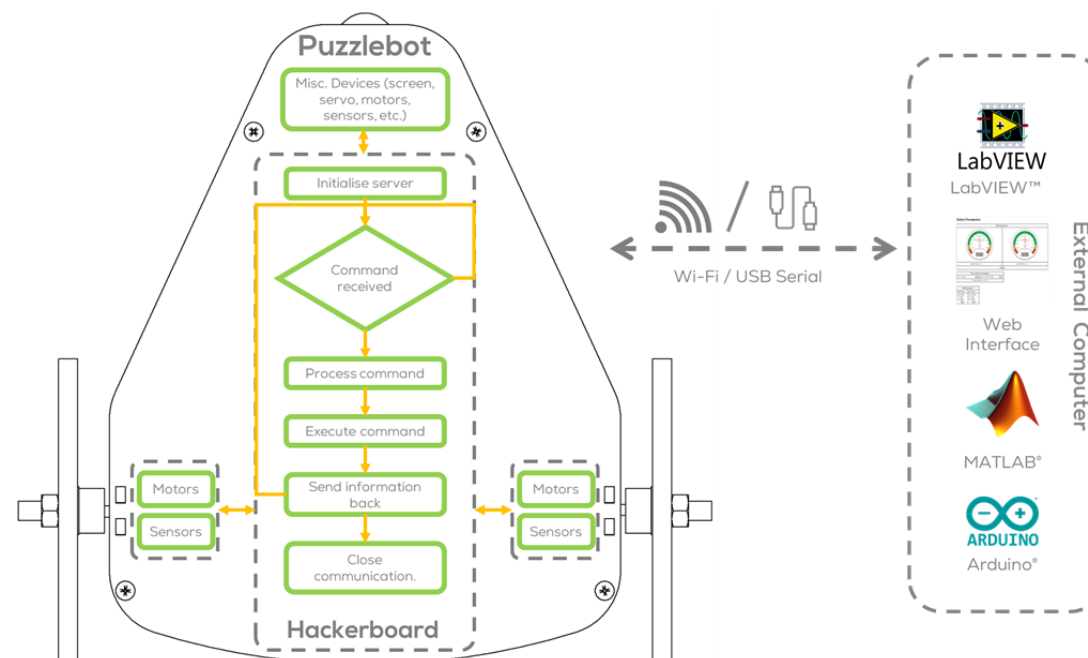 Puzzlebot
Misc. Devices (screen,
servo, motors,
sensors, etc.)
Initialise server
Command
received
Process command
Execute command
Send information
back
Close
communication.
Hackerboard
Motors
Sensors
Motors
Sensors
Wi-Fi / USB Serial
LabVIEW
LabVIEW™
Web
Interface
MATLAB®
ARDUINO
Arduino®
External Computer